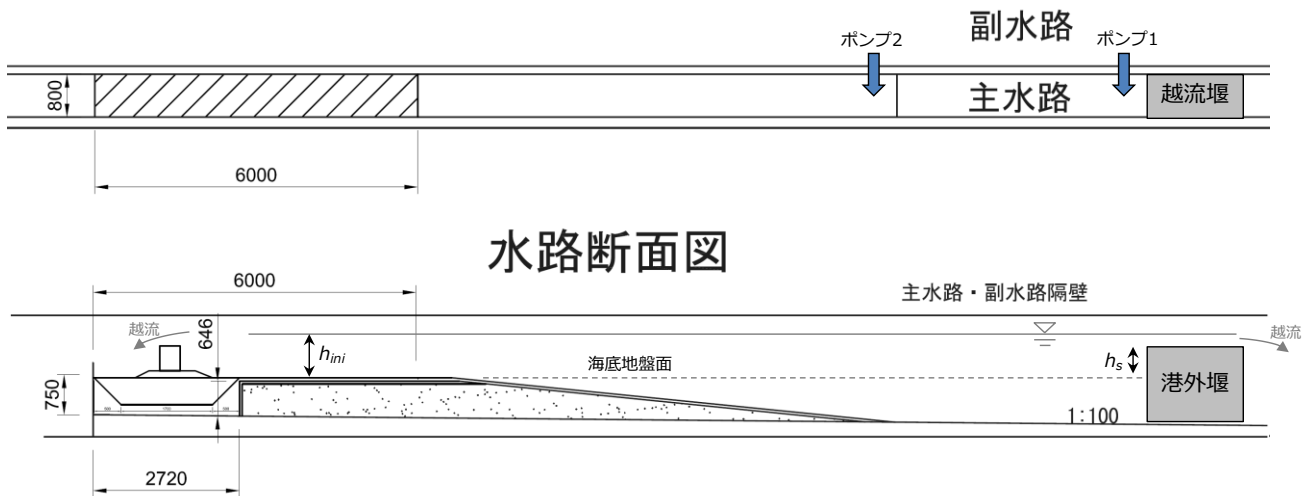 副水路
ポンプ2
ポンプ1
800
主水路
越流堰
6000
水路断面図
6000
主水路・副水路隔壁
越流
646
h_ini
越流
海底地盤面
h_s
750
港外堰
1:100
2720